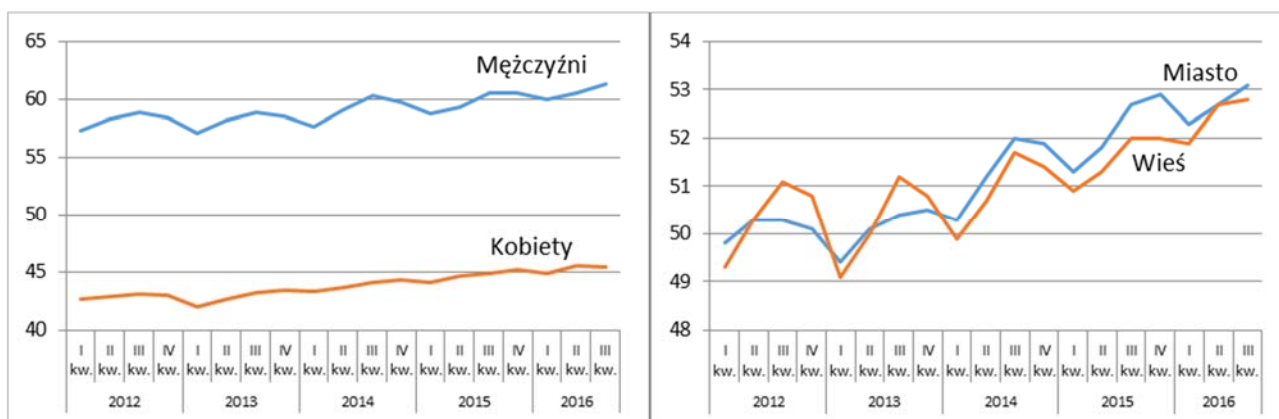 65
60
55
50
45
40
Mężczyźni
Kobiety
I II III IV I II III IV I II III IV I II III IV I II III
kw. kw. kw. kw. kw. kw. kw. kw. kw. kw. kw. kw. kw. kw. kw. kw. kw. kw. kw.
2012 2013 2014 2015 2016
54
53
52
51
50
49
48
Miasto
Wieś
I II III IV I II III IV I II III IV I II III IV I II III
kw. kw. kw. kw. kw. kw. kw. kw. kw. kw. kw. kw. kw. kw. kw. kw. kw. kw. kw.
2012 2013 2014 2015 2016